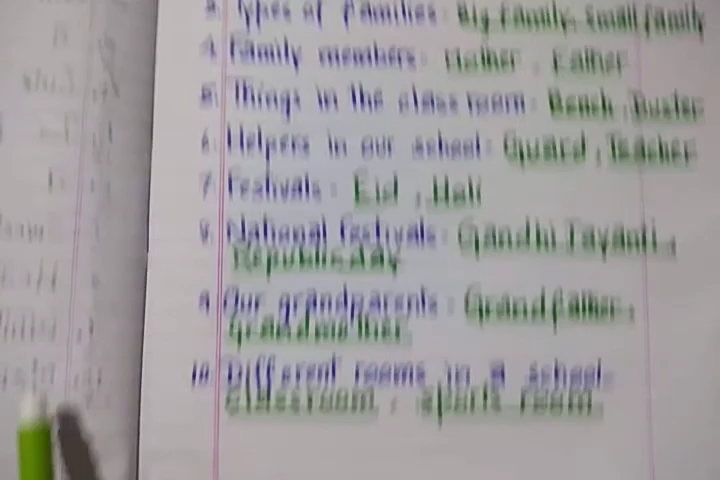 3. Types of Families- Big family, Small family
4. Family members- Mother, Father
5. Things in the class room- Bench, Duster
6. Helpers in our school- Guard, Teacher
7. Festivals- Eid, Holi
8. National Festivals- Gandhi Jayanti,
Republicday
9. Our grandparents- Grandfather,
Grandmother
10. Different rooms in a school-
Classroom, Sports room.